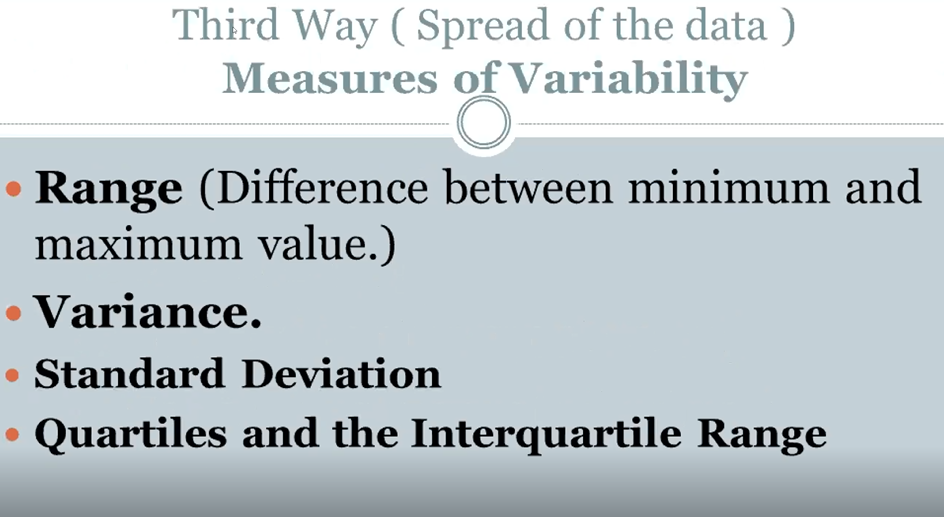 Third Way ( Spread of the data )
Measures of Variability
• Range (Difference between minimum and
maximum value.)
• Variance.
• Standard Deviation
• Quartiles and the Interquartile Range